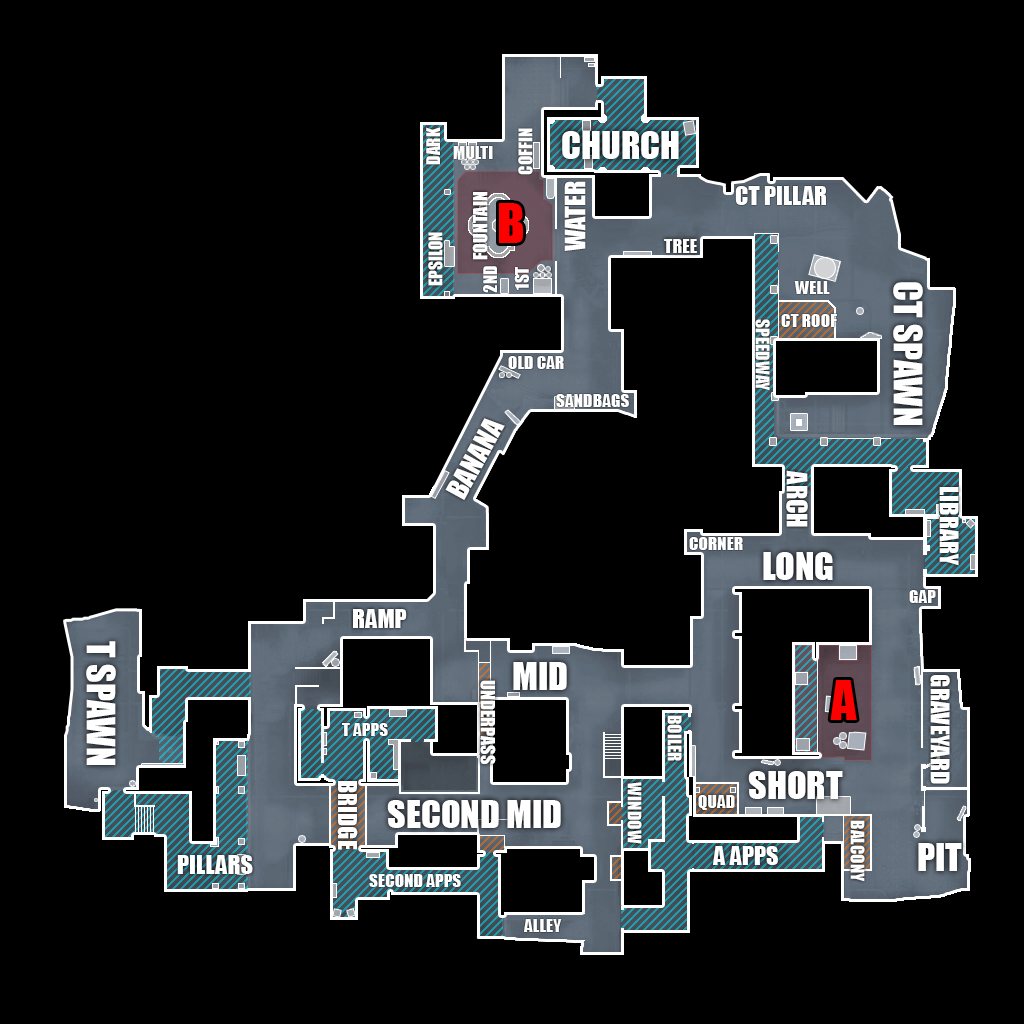 DARK
MULTI
COFFIN
CHURCH
CT PILLAR
FOUNTAIN
B
WATER
TREE
EPSILON
2ND
1ST
WELL
CT ROOF
CT SPAWN
SPEEDWAY
OLD CAR
SANDBAGS
BANANA
ARCH
LIBRARY
LIBRARY
CORNER
LONG
GAP
RAMP
T SPAWN
MID
UNDERPASS
A
GRAVEYARD
T APPS
BOILER
BRIDGE
SECOND MID
WINDOW
QUAD
SHORT
BALCONY
PIT
PILLARS
SECOND APPS
A APPS
ALLEY